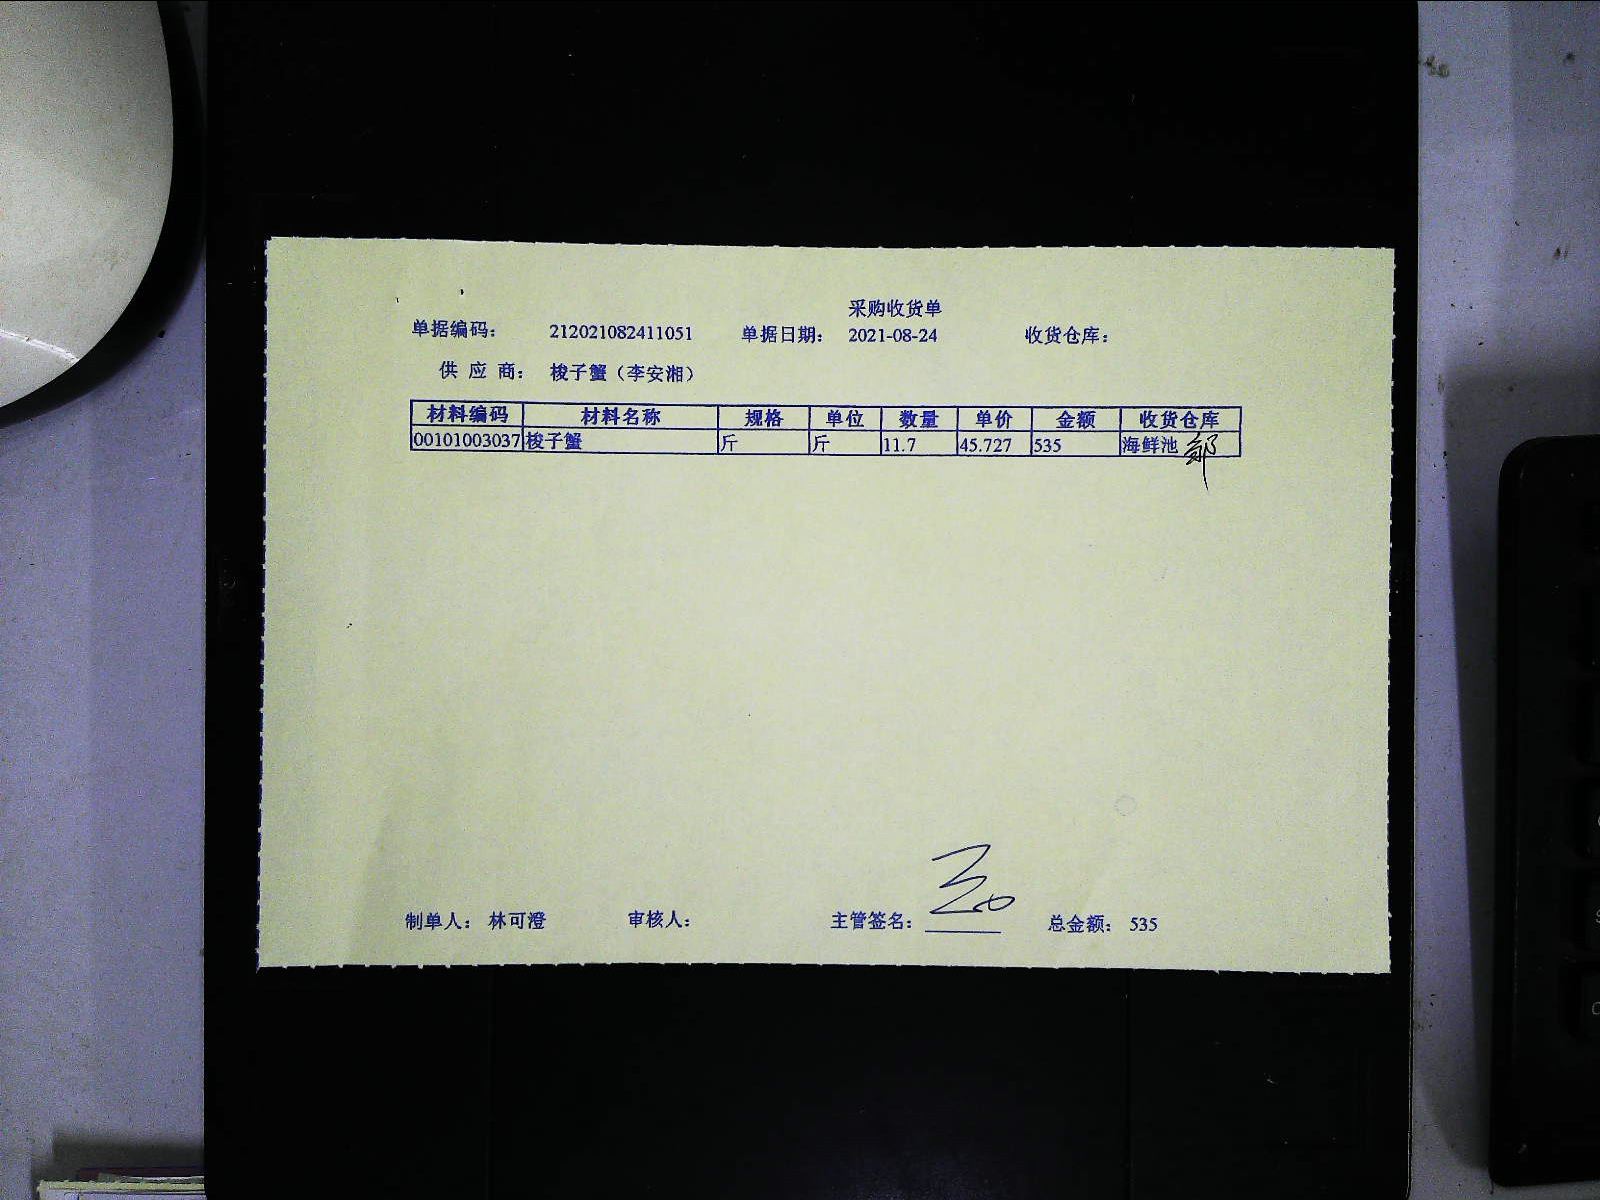 采购收货单
单据编码： 212021082411051 单据日期： 2021-08-24 收货仓库：
供 应 商： 梭子蟹（李安湘）
材料编码 材料名称 规格 单位 数量 单价 金额 收货仓库
00101003037 梭子蟹 斤 斤 11.7 45.727 535 海鲜池
制单人： 林可澄 审核人： 主管签名： 总金额： 535